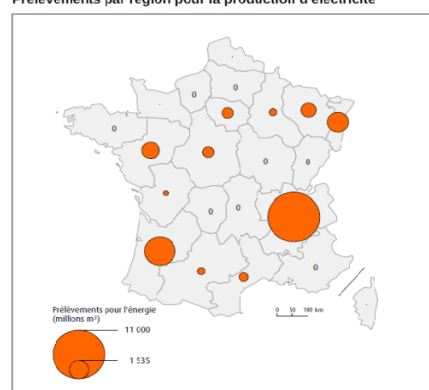 Prélèvements par région pour la production d'électricité
0
0
0
0
0
0
0
0
Prélèvements pour l'énergie
(millions m³)
11 000
1 535
0 50 100 km